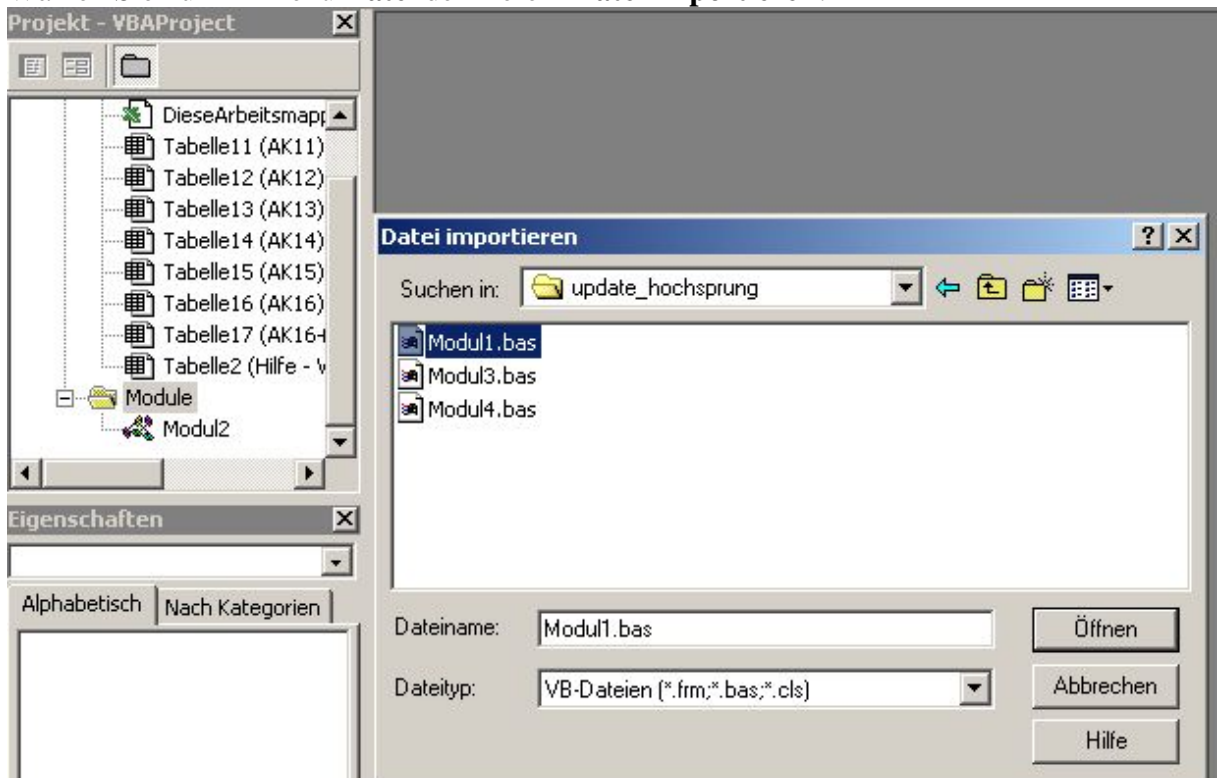 Projekt - VBAProject
DieseArbeitsmapp
Tabelle11 (AK11)
Tabelle12 (AK12)
Tabelle13 (AK13)
Tabelle14 (AK14)
Tabelle15 (AK15)
Tabelle16 (AK16)
Tabelle17 (AK16+
Tabelle2 (Hilfe - V
Module
Modul2
Eigenschaften
Alphabetisch
Nach Kategorien
Datei importieren
Suchen in:
update_hochsprung
Modul1.bas
Modul3.bas
Modul4.bas
Dateiname:
Modul1.bas
Öffnen
Dateityp:
VB-Dateien (*.frm;*.bas;*.cls)
Abbrechen
Hilfe